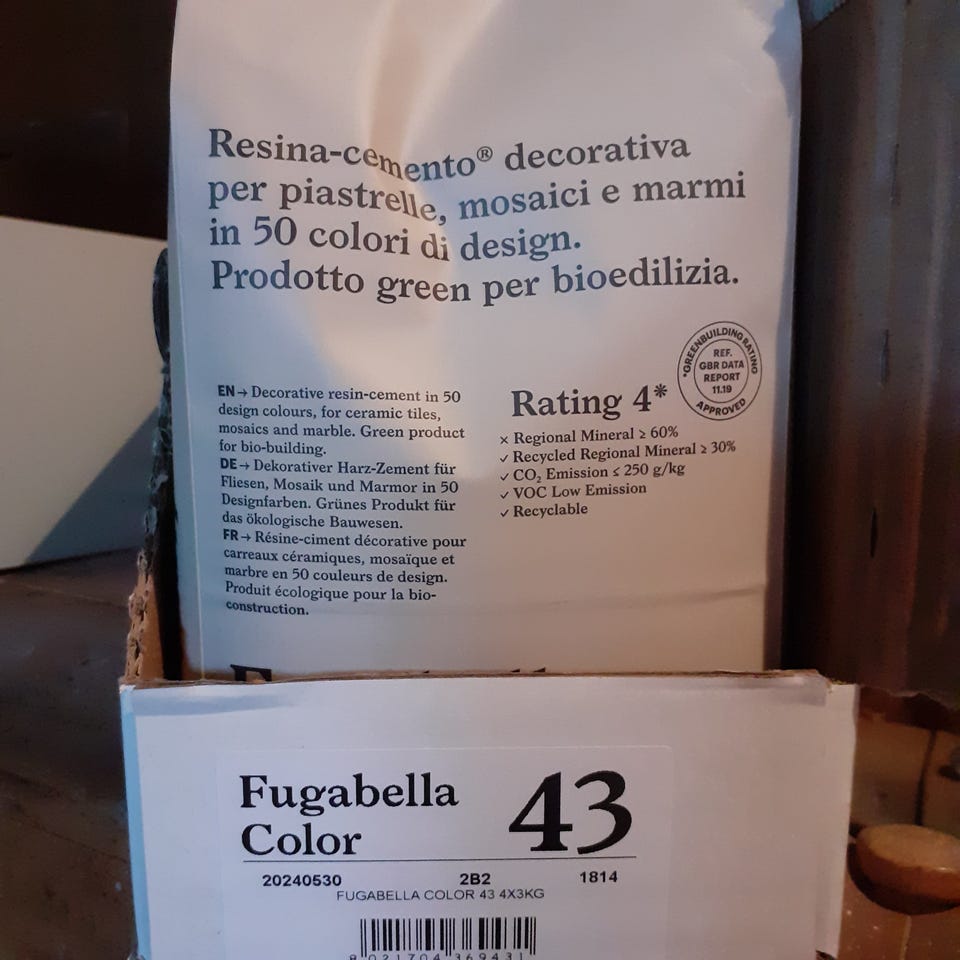 Resina-cemento® decorativa
per piastrelle, mosaici e marmi
in 50 colori di design.
Prodotto green per bioedilizia.
EN→ Decorative resin-cement in 50
design colours, for ceramic tiles,
mosaics and marble. Green product
for bio-building.
DE→ Dekorativer Harz-Zement für
Fliesen, Mosaik und Marmor in 50
Designfarben. Grünes Produkt für
das ökologische Bauwesen.
FR→ Résine-ciment décorative pour
carreaux céramiques, mosaïque et
marbre en 50 couleurs de design.
Produit écologique pour la bio-
construction.
*GREENBUILDING RATING
REF.
GBR DATA
REPORT
11.19
APPROVED
Rating 4*
× Regional Mineral ≥ 60%
✓ Recycled Regional Mineral ≥ 30%
✓ CO₂ Emission ≤ 250 g/kg
✓ VOC Low Emission
✓ Recyclable
Fugabella
Color
43
20240530 2B2 1814
FUGABELLA COLOR 43 4X3KG
8 021704 369431